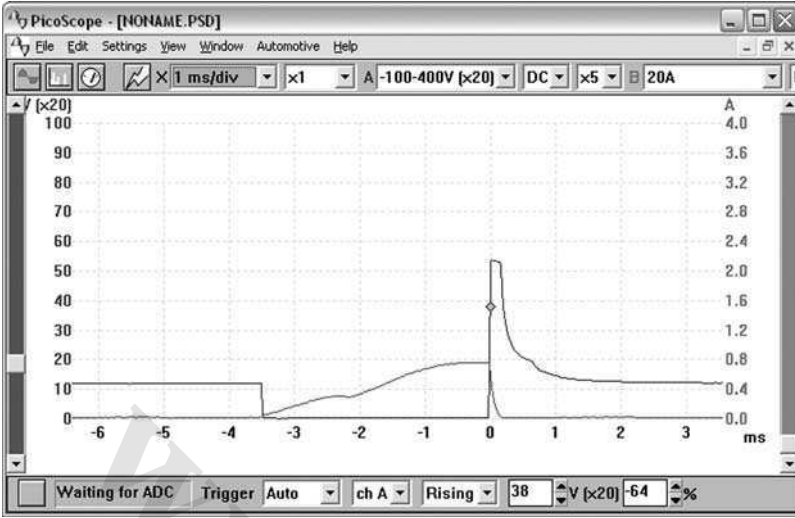 PicoScope - [NONAME.PSD]
File Edit Settings View Window Automotive Help
X 1 ms/div x1 A -100-400V (x20) DC x5 B 20A
V (x20) A
100 4.0
90 3.6
80 3.2
70 2.8
60 2.4
50 2.0
40 1.6
30 1.2
20 0.8
10 0.4
0 0.0
-6 -5 -4 -3 -2 -1 0 1 2 3 ms
Waiting for ADC Trigger Auto ch A Rising 38 V (x20) -64 %